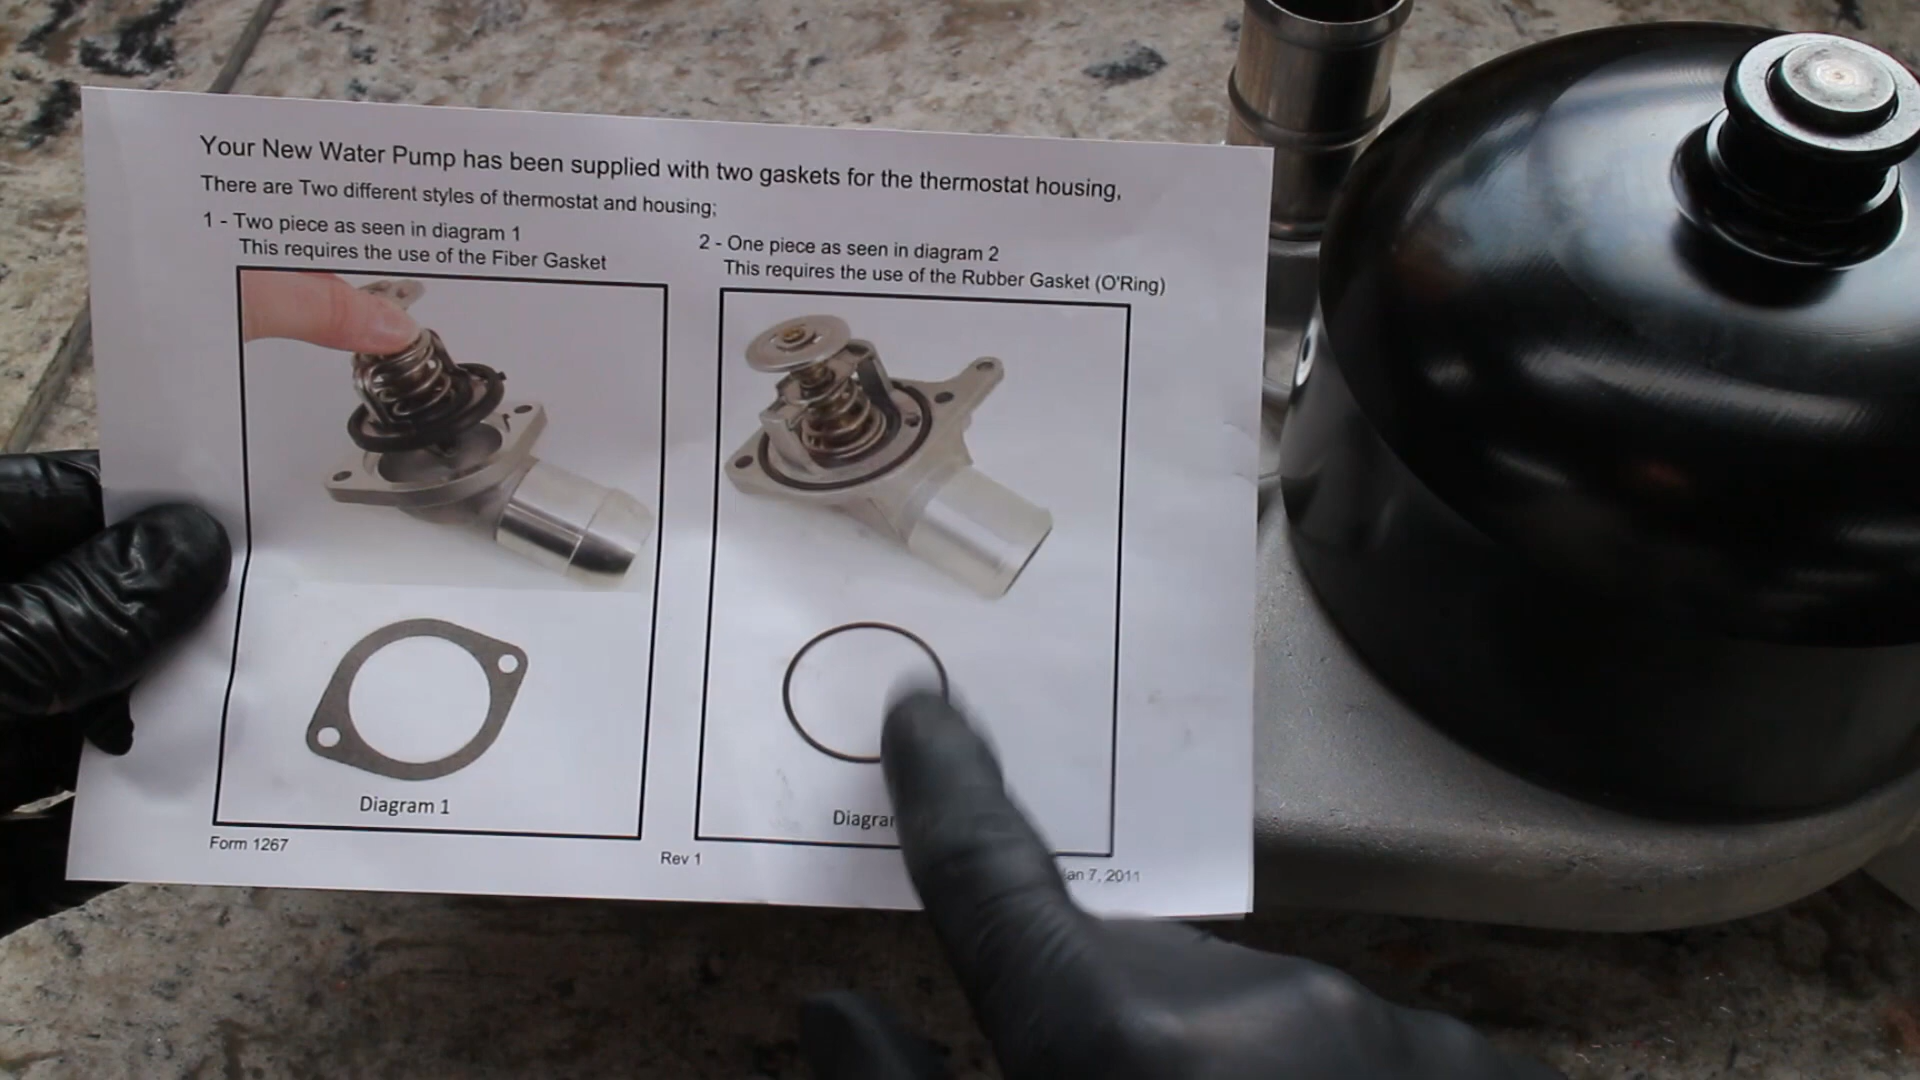 Your New Water Pump has been supplied with two gaskets for the thermostat housing,
There are Two different styles of thermostat and housing;
1 - Two piece as seen in diagram 1
This requires the use of the Fiber Gasket
2 - One piece as seen in diagram 2
This requires the use of the Rubber Gasket (O'Ring)
Diagram 1
Form 1267
Rev 1
7, 2011